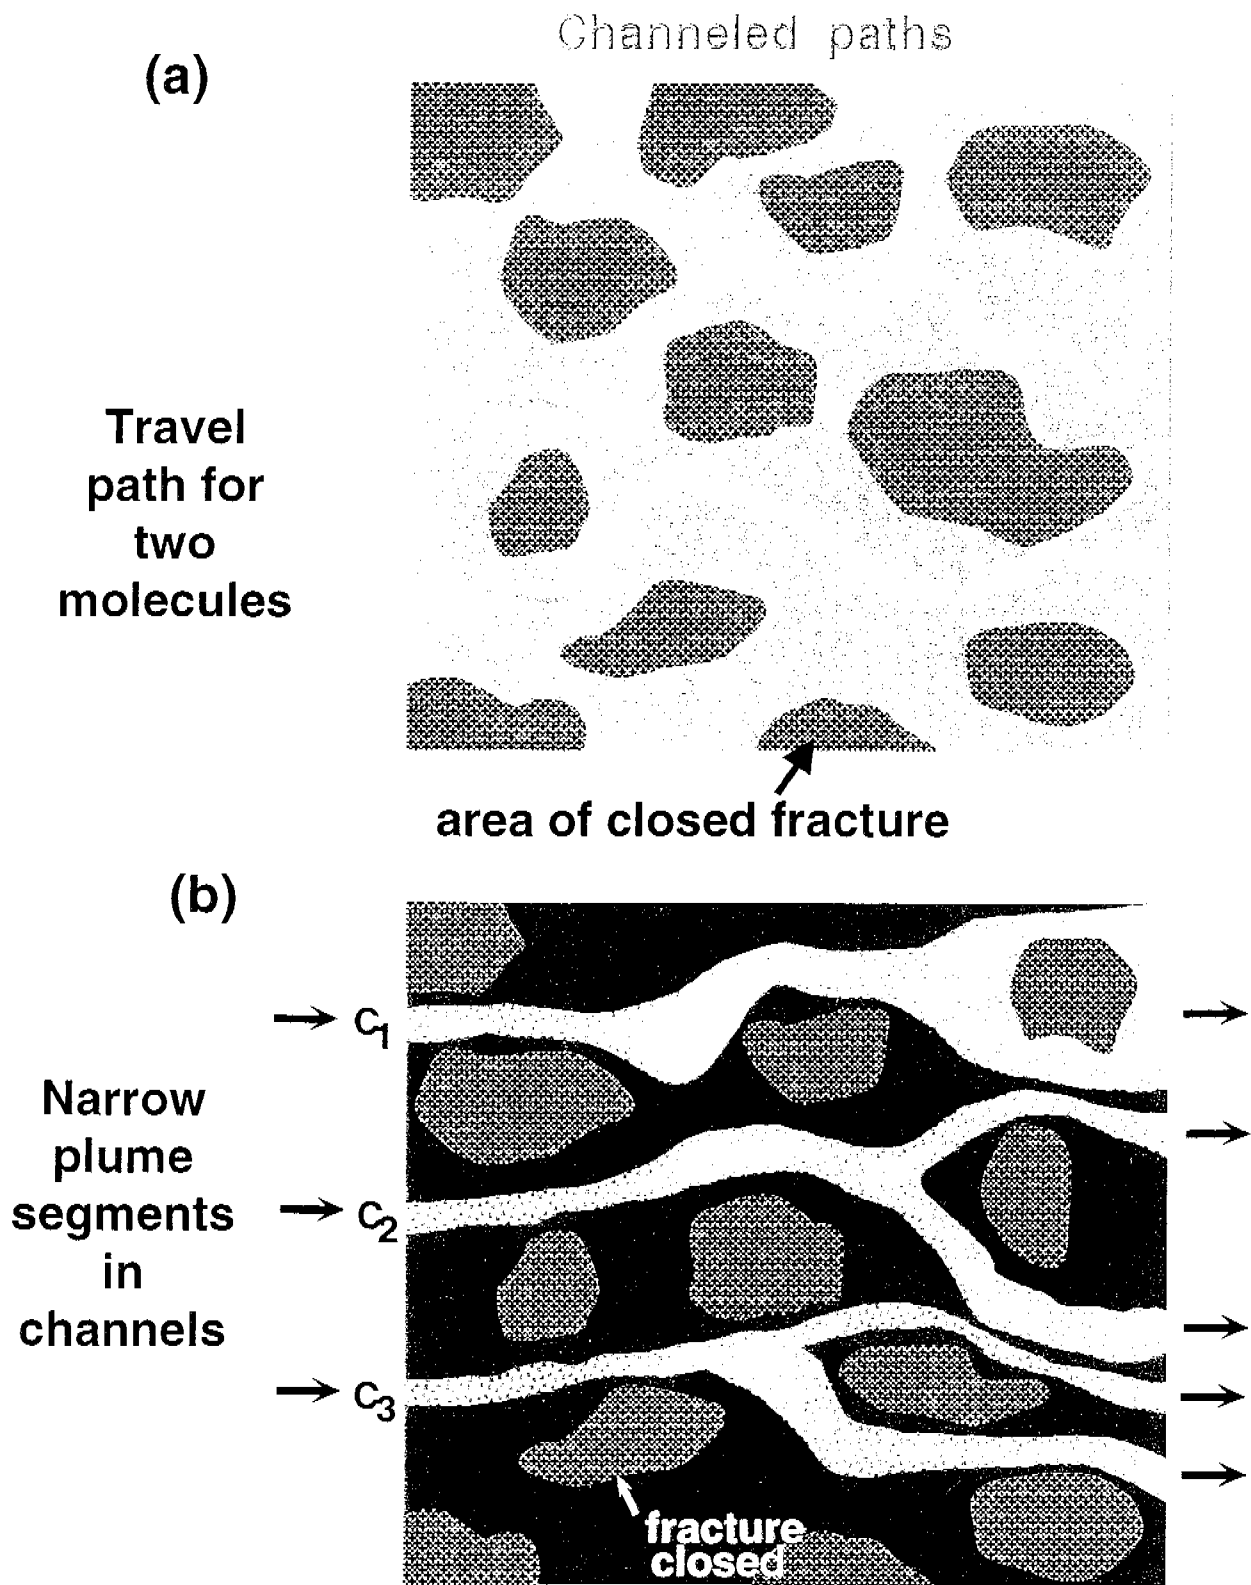 Channeled paths
(a)
Travel
path for
two
molecules
area of closed fracture
(b)
C1
Narrow
plume
segments
in
channels
C2
C3
fracture
closed